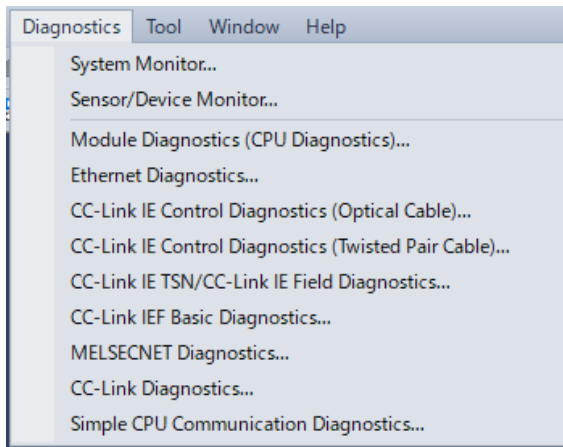 Diagnostics Tool Window Help
System Monitor...
Sensor/Device Monitor...
Module Diagnostics (CPU Diagnostics)...
Ethernet Diagnostics...
CC-Link IE Control Diagnostics (Optical Cable)...
CC-Link IE Control Diagnostics (Twisted Pair Cable)...
CC-Link IE TSN/CC-Link IE Field Diagnostics...
CC-Link IEF Basic Diagnostics...
MELSECNET Diagnostics...
CC-Link Diagnostics...
Simple CPU Communication Diagnostics...